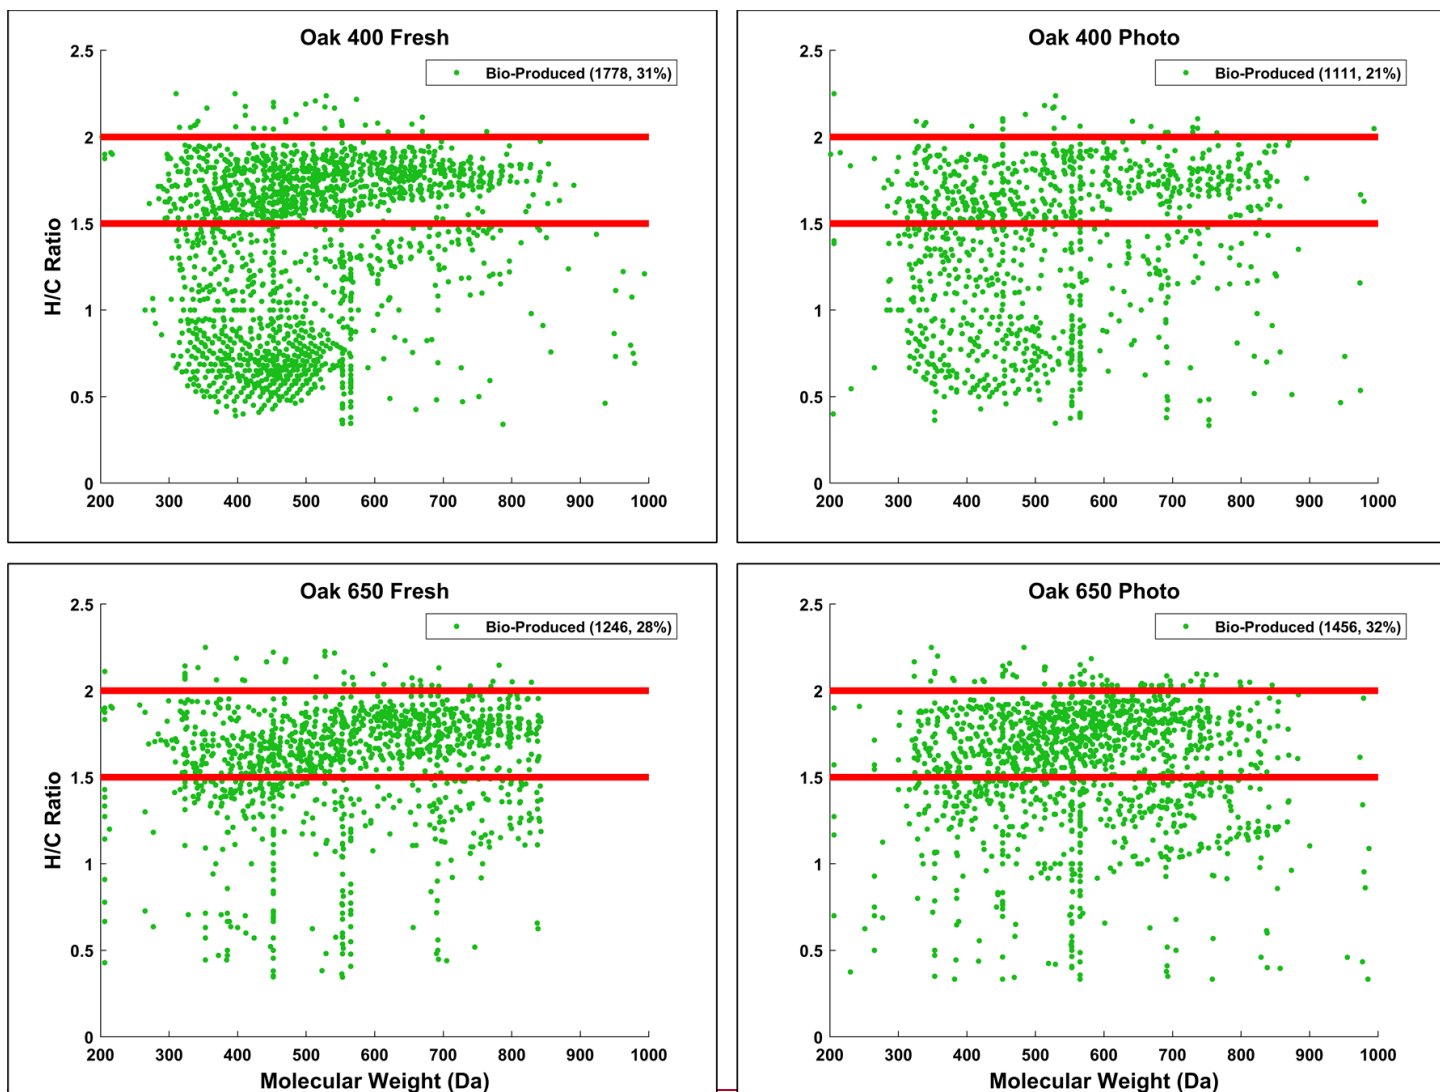 Oak 400 Fresh
2.5
Bio-Produced (1778, 31%)
2
1.5
H/C Ratio
1
0.5
0
200 300 400 500 600 700 800 900 1000
Oak 400 Photo
2.5
Bio-Produced (1111, 21%)
2
1.5
1
0.5
0
200 300 400 500 600 700 800 900 1000
Oak 650 Fresh
2.5
Bio-Produced (1246, 28%)
2
1.5
H/C Ratio
1
0.5
0
200 300 400 500 600 700 800 900 1000
Molecular Weight (Da)
Oak 650 Photo
2.5
Bio-Produced (1456, 32%)
2
1.5
1
0.5
0
200 300 400 500 600 700 800 900 1000
Molecular Weight (Da)